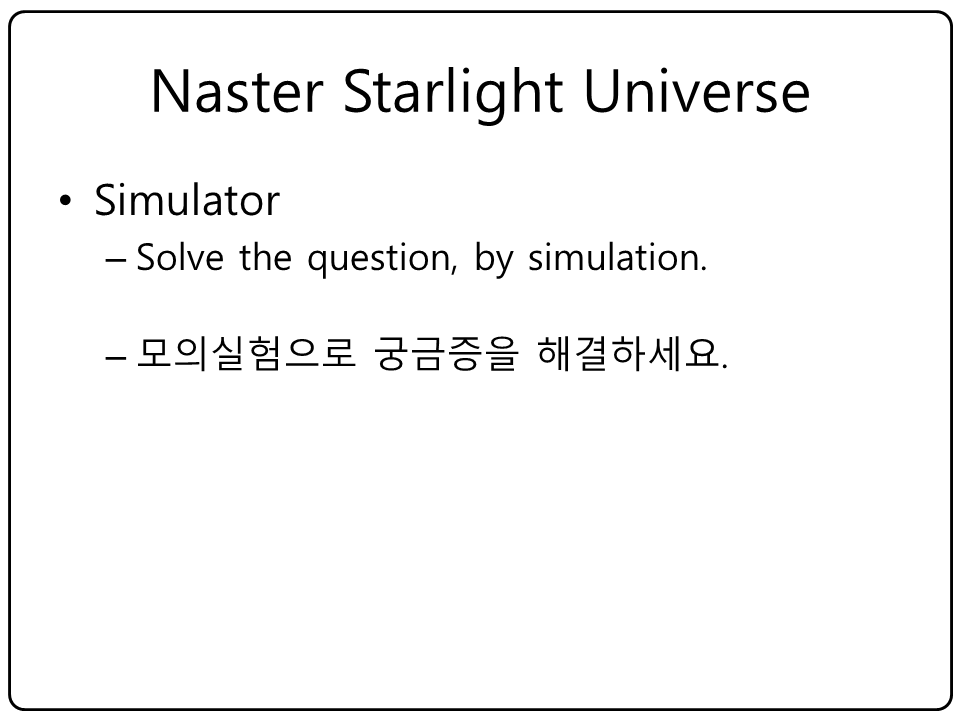 Naster Starlight Universe
• Simulator
– Solve the question, by simulation.
– 모의실험으로 궁금증을 해결하세요.